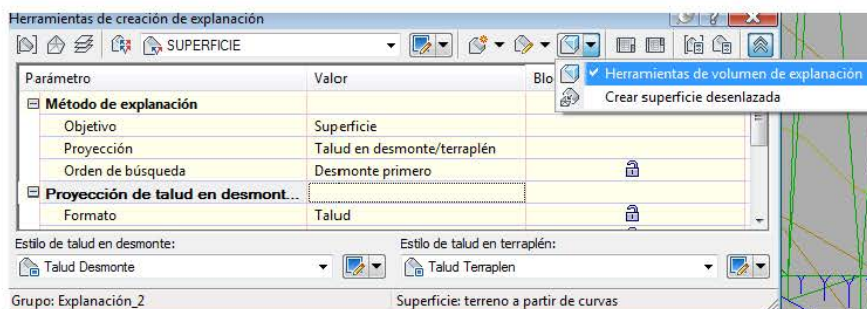 Herramientas de creación de explanación
SUPERFICIE
Herramientas de volumen de explanación
Crear superficie desenlazada
Parámetro Valor Blo
Método de explanación
Objetivo Superficie
Proyección Talud en desmonte/terraplén
Orden de búsqueda Desmonte primero
Proyección de talud en desmont...
Formato Talud
Estilo de talud en desmonte: Estilo de talud en terraplén:
Talud Desmonte Talud Terraplen
Grupo: Explanación_2 Superficie: terreno a partir de curvas